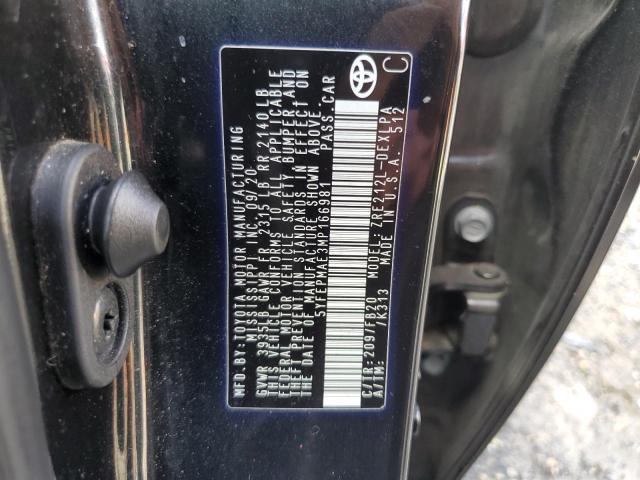 MFD.BY:TOYOTA MOTOR MANUFACTURING
MISSISSIPPI INC. 09/20
GVWR 3935LB GAWR FR 2315 LB RR 2140LB
THIS VEHICLE CONFORMS TO ALL APPLICABLE
FEDERAL MOTOR VEHICLE SAFETY BUMPER,AND
THEFT PREVENTION STANDARDS IN EFFECT ON
THE DATE OF MANUFACTURE SHOWN ABOVE.
5YFEPMAE3MP166981 PASS.CAR
C/TR:209/FB20 MODEL:ZRE212L-DEXLPA
A/TM: /K313 MADE IN U.S.A. 512
C